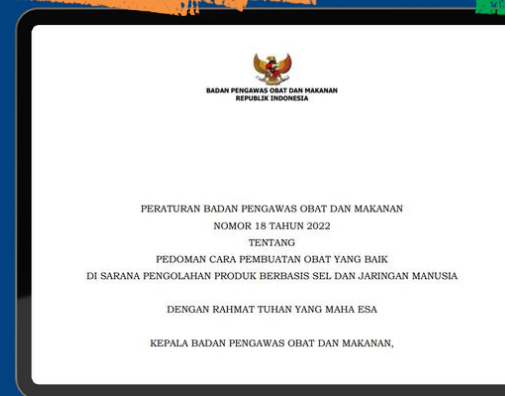 BADAN PENGAWAS OBAT DAN MAKANAN
REPUBLIK INDONESIA
PERATURAN BADAN PENGAWAS OBAT DAN MAKANAN
NOMOR 18 TAHUN 2022
TENTANG
PEDOMAN CARA PEMBUATAN OBAT YANG BAIK
DI SARANA PENGOLAHAN PRODUK BERBASIS SEL DAN JARINGAN MANUSIA
DENGAN RAHMAT TUHAN YANG MAHA ESA
KEPALA BADAN PENGAWAS OBAT DAN MAKANAN,